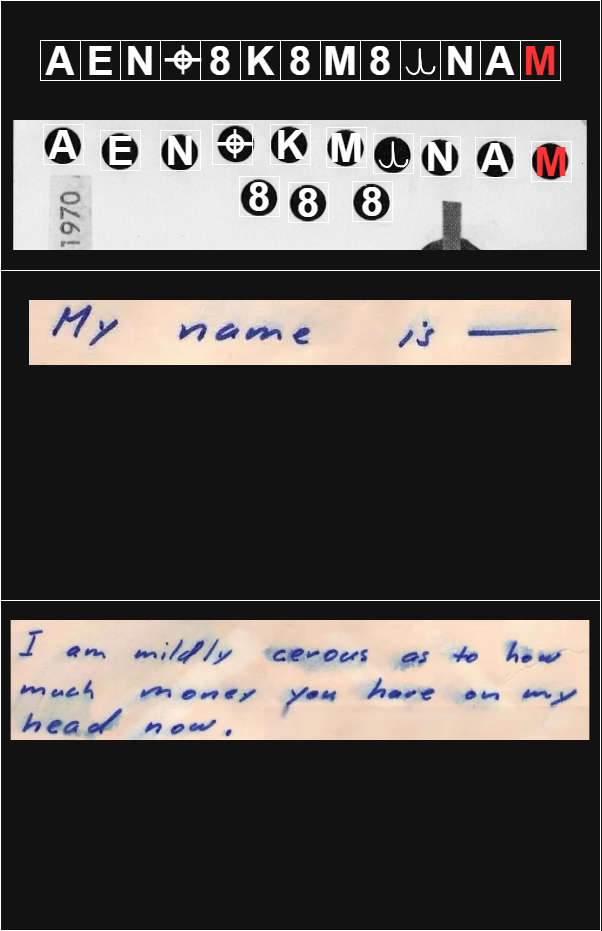 AEN⌖8K8M8⫝NAM
A E N ⌖ K M ⫝ N A M
8 8 8
1970
My name is —
I am mildly cerous as to how
much money you have on my
head now.